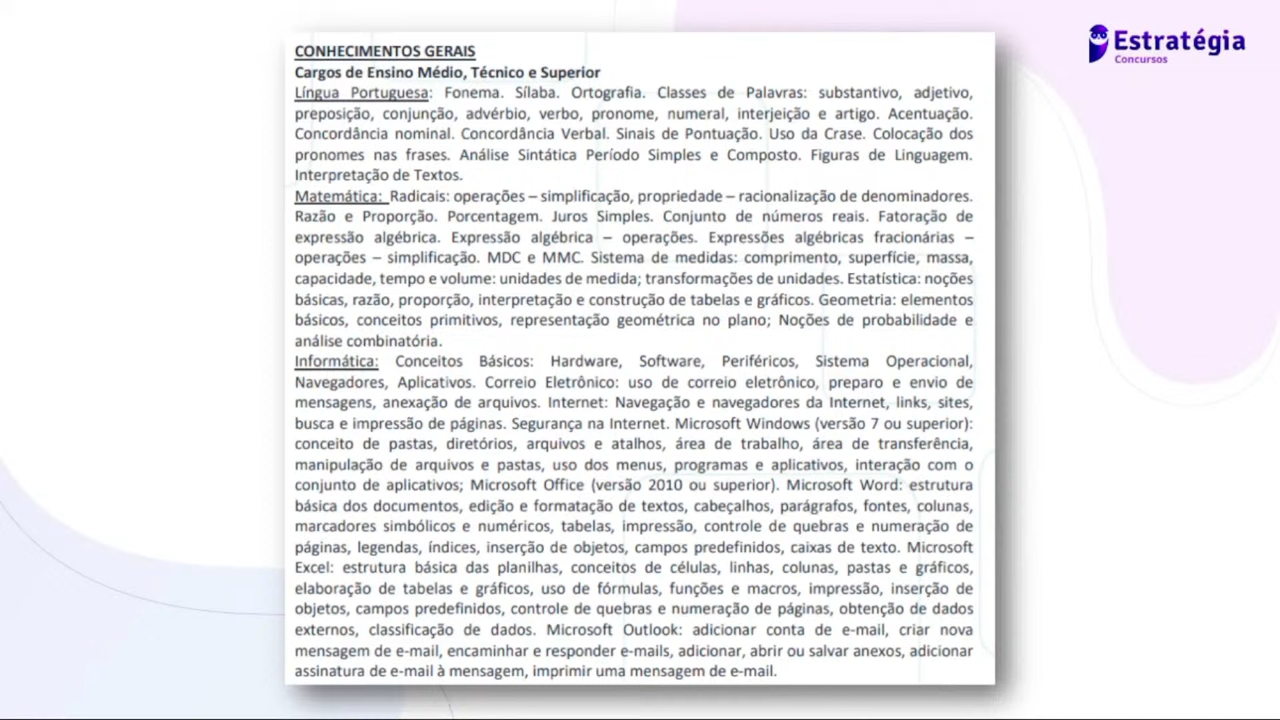 Estratégia
Concursos
CONHECIMENTOS GERAIS
Cargos de Ensino Médio, Técnico e Superior
Língua Portuguesa: Fonema. Sílaba. Ortografia. Classes de Palavras: substantivo, adjetivo,
preposição, conjunção, advérbio, verbo, pronome, numeral, interjeição e artigo. Acentuação.
Concordância nominal. Concordância Verbal. Sinais de Pontuação. Uso da Crase. Colocação dos
pronomes nas frases. Análise Sintática Período Simples e Composto. Figuras de Linguagem.
Interpretação de Textos.
Matemática: Radicais: operações – simplificação, propriedade – racionalização de denominadores.
Razão e Proporção. Porcentagem. Juros Simples. Conjunto de números reais. Fatoração de
expressão algébrica. Expressão algébrica – operações. Expressões algébricas fracionárias –
operações – simplificação. MDC e MMC. Sistema de medidas: comprimento, superfície, massa,
capacidade, tempo e volume: unidades de medida; transformações de unidades. Estatística: noções
básicas, razão, proporção, interpretação e construção de tabelas e gráficos. Geometria: elementos
básicos, conceitos primitivos, representação geométrica no plano; Noções de probabilidade e
análise combinatória.
Informática: Conceitos Básicos: Hardware, Software, Periféricos, Sistema Operacional,
Navegadores, Aplicativos. Correio Eletrônico: uso de correio eletrônico, preparo e envio de
mensagens, anexação de arquivos. Internet: Navegação e navegadores da Internet, links, sites,
busca e impressão de páginas. Segurança na Internet. Microsoft Windows (versão 7 ou superior):
conceito de pastas, diretórios, arquivos e atalhos, área de trabalho, área de transferência,
manipulação de arquivos e pastas, uso dos menus, programas e aplicativos, interação com o
conjunto de aplicativos; Microsoft Office (versão 2010 ou superior). Microsoft Word: estrutura
básica dos documentos, edição e formatação de textos, cabeçalhos, parágrafos, fontes, colunas,
marcadores simbólicos e numéricos, tabelas, impressão, controle de quebras e numeração de
páginas, legendas, índices, inserção de objetos, campos predefinidos, caixas de texto. Microsoft
Excel: estrutura básica das planilhas, conceitos de células, linhas, colunas, pastas e gráficos,
elaboração de tabelas e gráficos, uso de fórmulas, funções e macros, impressão, inserção de
objetos, campos predefinidos, controle de quebras e numeração de páginas, obtenção de dados
externos, classificação de dados. Microsoft Outlook: adicionar conta de e-mail, criar nova
mensagem de e-mail, encaminhar e responder e-mails, adicionar, abrir ou salvar anexos, adicionar
assinatura de e-mail à mensagem, imprimir uma mensagem de e-mail.